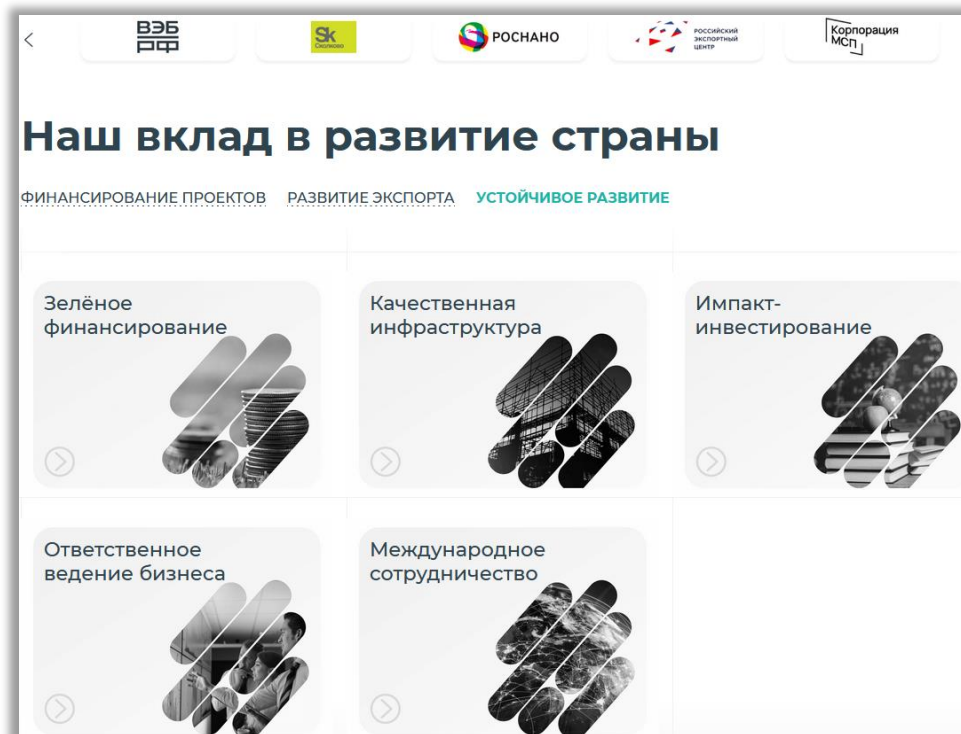 ВЭБ
РФ
Sk
Сколково
РОСНАНО
РОССИЙСКИЙ
ЭКСПОРТНЫЙ
ЦЕНТР
Корпорация
МСП
Наш вклад в развитие страны
ФИНАНСИРОВАНИЕ ПРОЕКТОВ РАЗВИТИЕ ЭКСПОРТА УСТОЙЧИВОЕ РАЗВИТИЕ
Зелёное
финансирование
Качественная
инфраструктура
Импакт-
инвестирование
Ответственное
ведение бизнеса
Международное
сотрудничество